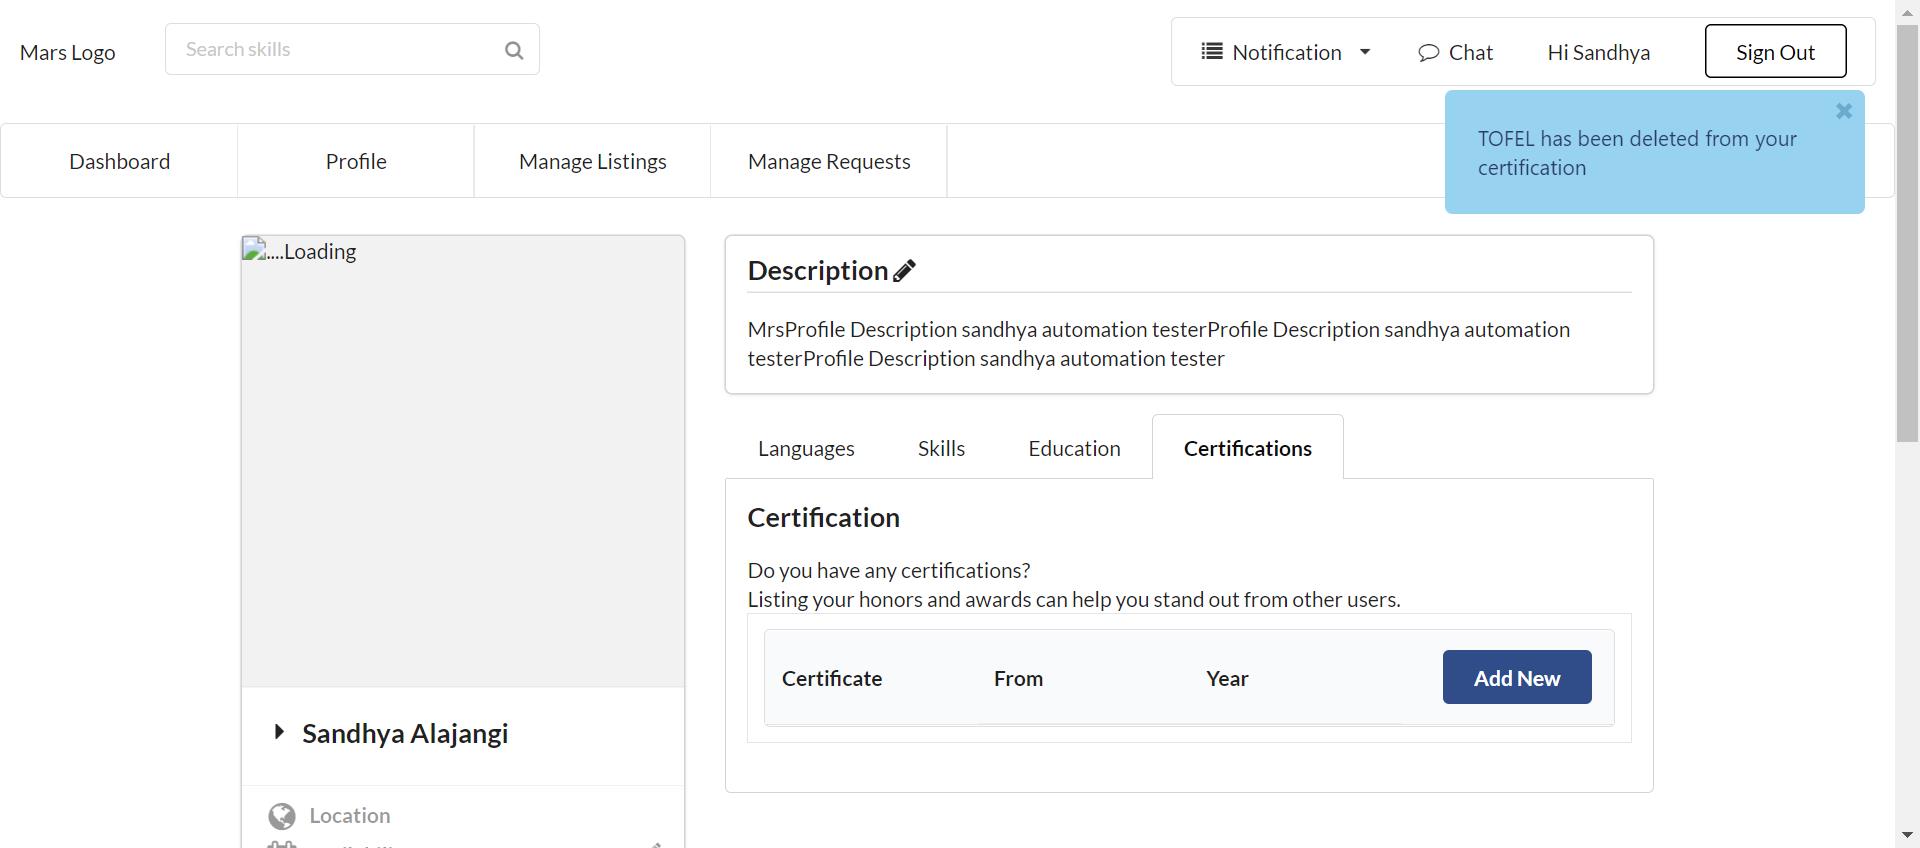 Mars Logo
Search skills
Notification
Chat
Hi Sandhya
Sign Out
TOFEL has been deleted from your
certification
Dashboard
Profile
Manage Listings
Manage Requests
....Loading
Sandhya Alajangi
Location
Description
MrsProfile Description sandhya automation testerProfile Description sandhya automation
testerProfile Description sandhya automation tester
Languages
Skills
Education
Certifications
Certification
Do you have any certifications?
Listing your honors and awards can help you stand out from other users.
Certificate
From
Year
Add New